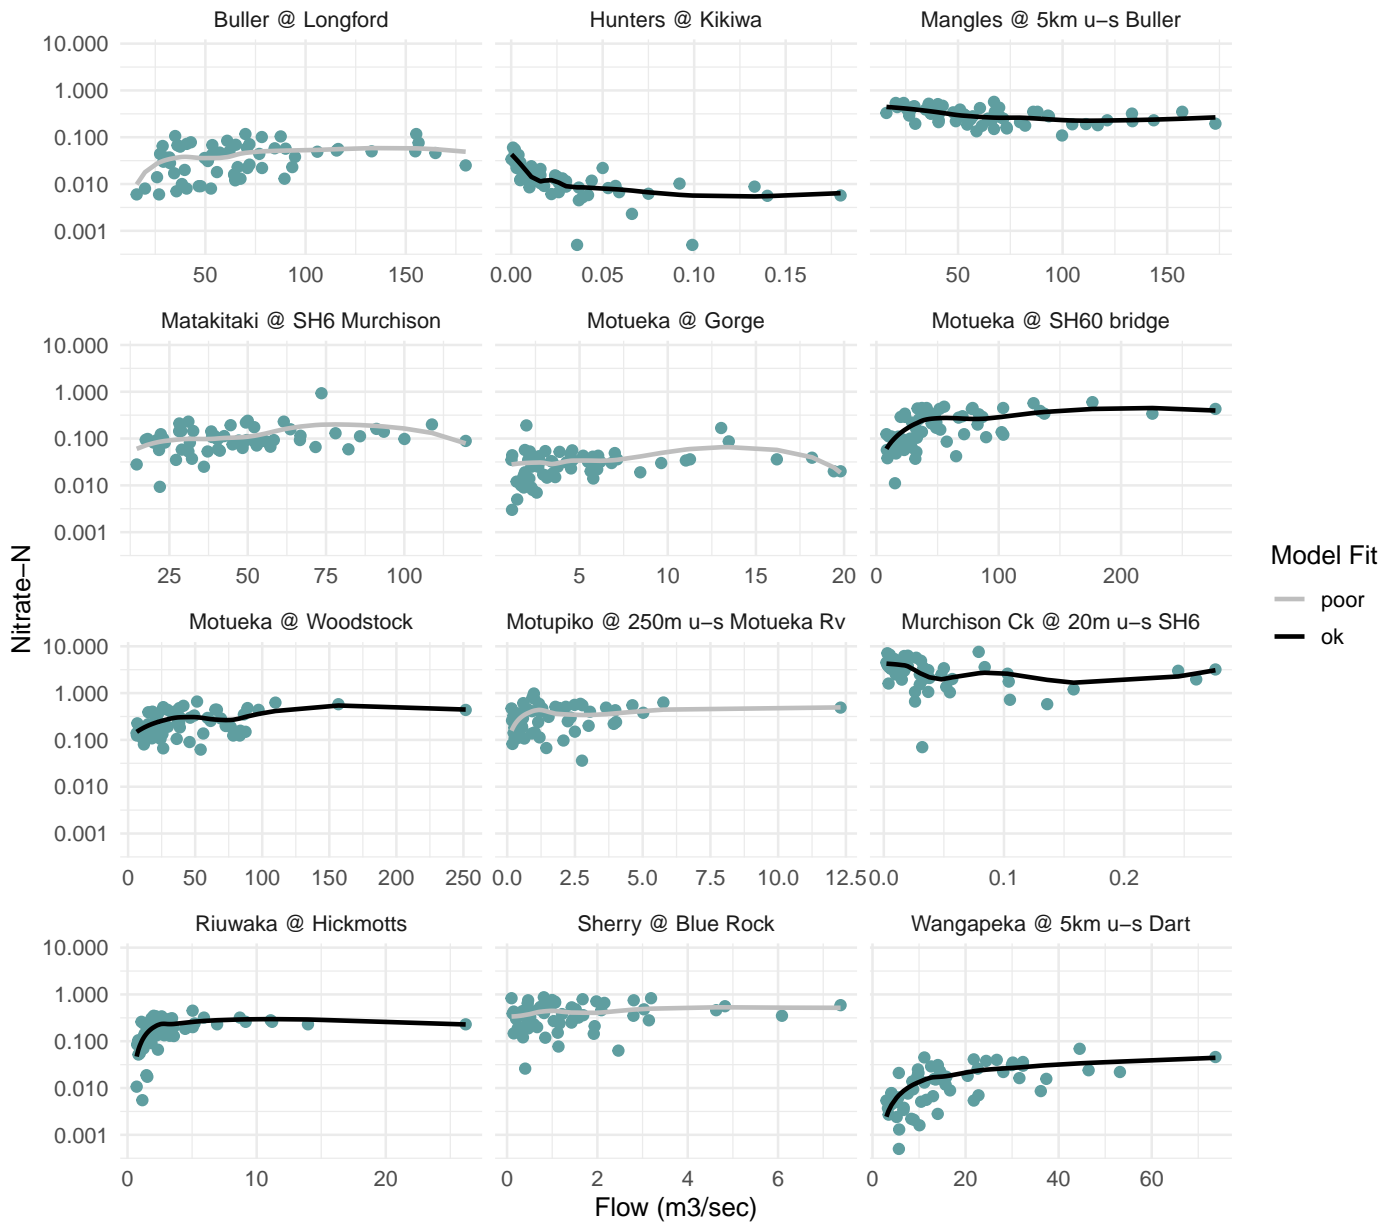 Buller @ Longford
Hunters @ Kikiwa
Mangles @ 5km u−s Buller
10.000
1.000
0.100
0.010
0.001
50 100 150
0.00 0.05 0.10 0.15
50 100 150
Matakitaki @ SH6 Murchison
Motueka @ Gorge
Motueka @ SH60 bridge
10.000
1.000
0.100
0.010
0.001
25 50 75 100
5 10 15 20
0 100 200
Nitrate−N
Model Fit
poor
ok
Motueka @ Woodstock
Motupiko @ 250m u−s Motueka Rv
Murchison Ck @ 20m u−s SH6
10.000
1.000
0.100
0.010
0.001
0 50 100 150 200 250
0.0 2.5 5.0 7.5 10.0 12.5
0.0 0.1 0.2
Riuwaka @ Hickmotts
Sherry @ Blue Rock
Wangapeka @ 5km u−s Dart
10.000
1.000
0.100
0.010
0.001
0 10 20
0 2 4 6
0 20 40 60
Flow (m3/sec)